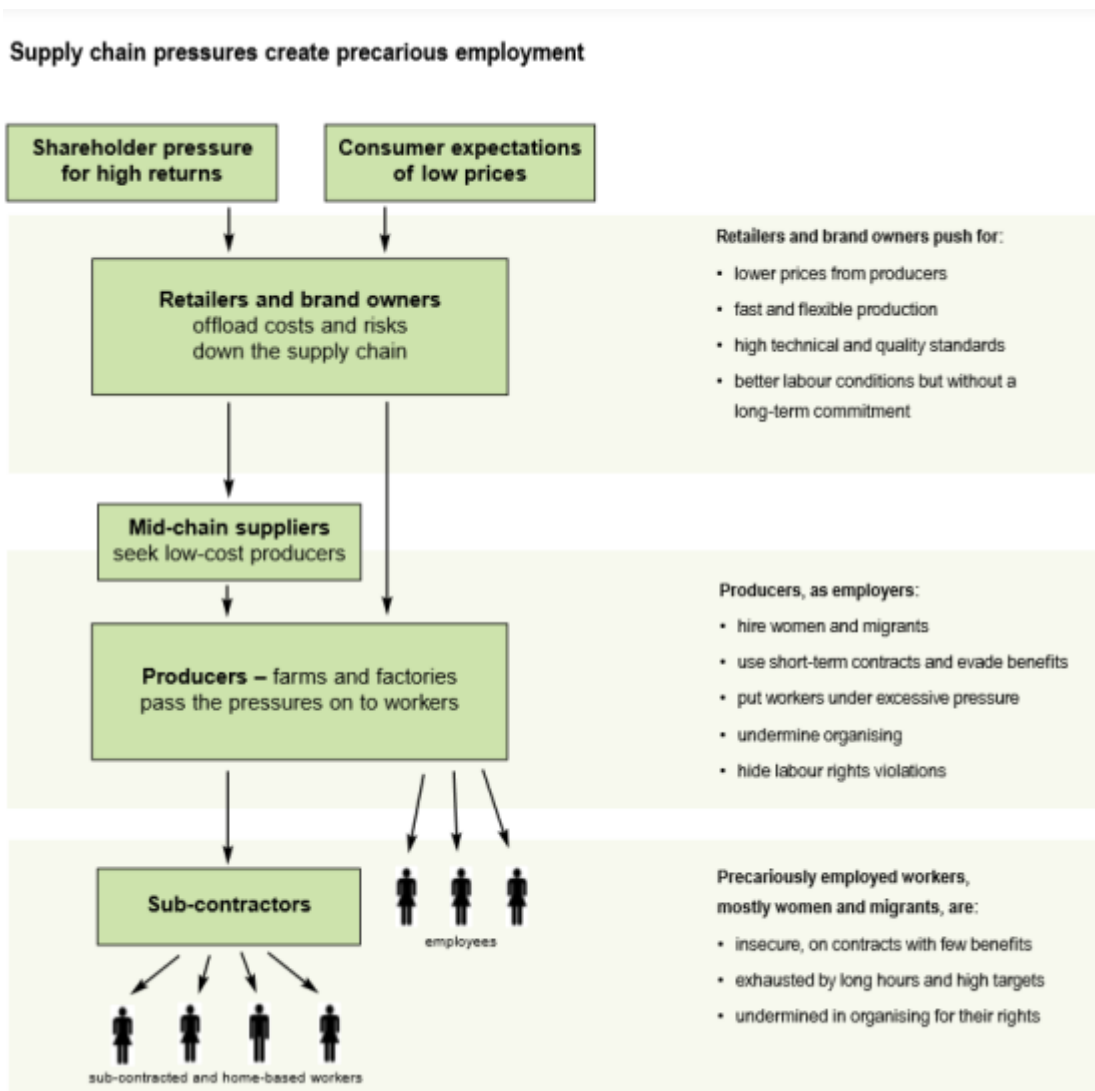 Supply chain pressures create precarious employment
Shareholder pressure
for high returns
Consumer expectations
of low prices
Retailers and brand owners
offload costs and risks
down the supply chain
Retailers and brand owners push for:
• lower prices from producers
• fast and flexible production
• high technical and quality standards
• better labour conditions but without a
long-term commitment
Mid-chain suppliers
seek low-cost producers
Producers – farms and factories
pass the pressures on to workers
Producers, as employers:
• hire women and migrants
• use short-term contracts and evade benefits
• put workers under excessive pressure
• undermine organising
• hide labour rights violations
Sub-contractors
employees
sub-contracted and home-based workers
Precariously employed workers,
mostly women and migrants, are:
• insecure, on contracts with few benefits
• exhausted by long hours and high targets
• undermined in organising for their rights